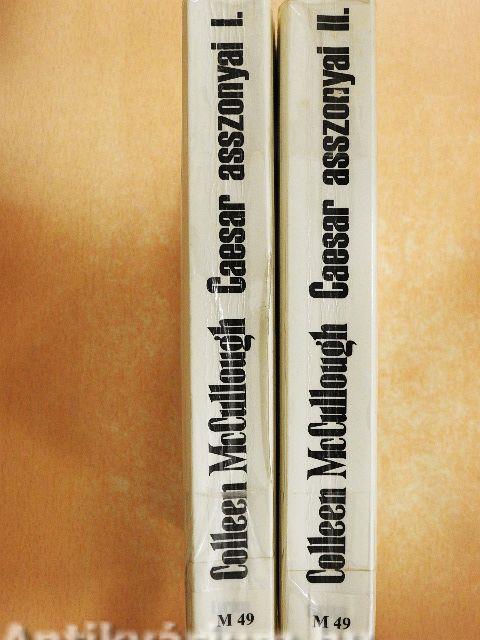 Colleen McCullough Caesar asszonyai I.
M 49
Colleen McCullough Caesar asszonyai II.
M 49